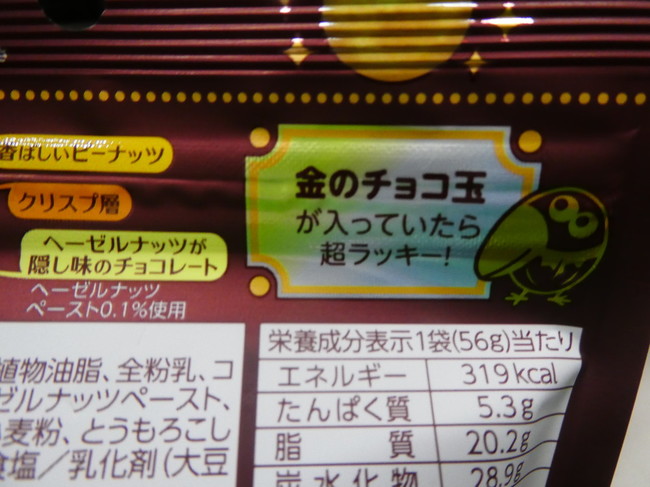 香ばしいピーナッツ
クリスプ層
ヘーゼルナッツが
隠し味のチョコレート
ヘーゼルナッツ
ペースト0.1%使用
金のチョコ玉
が入っていたら
超ラッキー!
植物油脂、全粉乳、コ
ゼルナッツペースト、
小麦粉、とうもろこし
食塩/乳化剤(大豆
栄養成分表示1袋(56g)当たり
エネルギー 319kcal
たんぱく質 5.3g
脂質 20.2g
炭水化物 28.9g